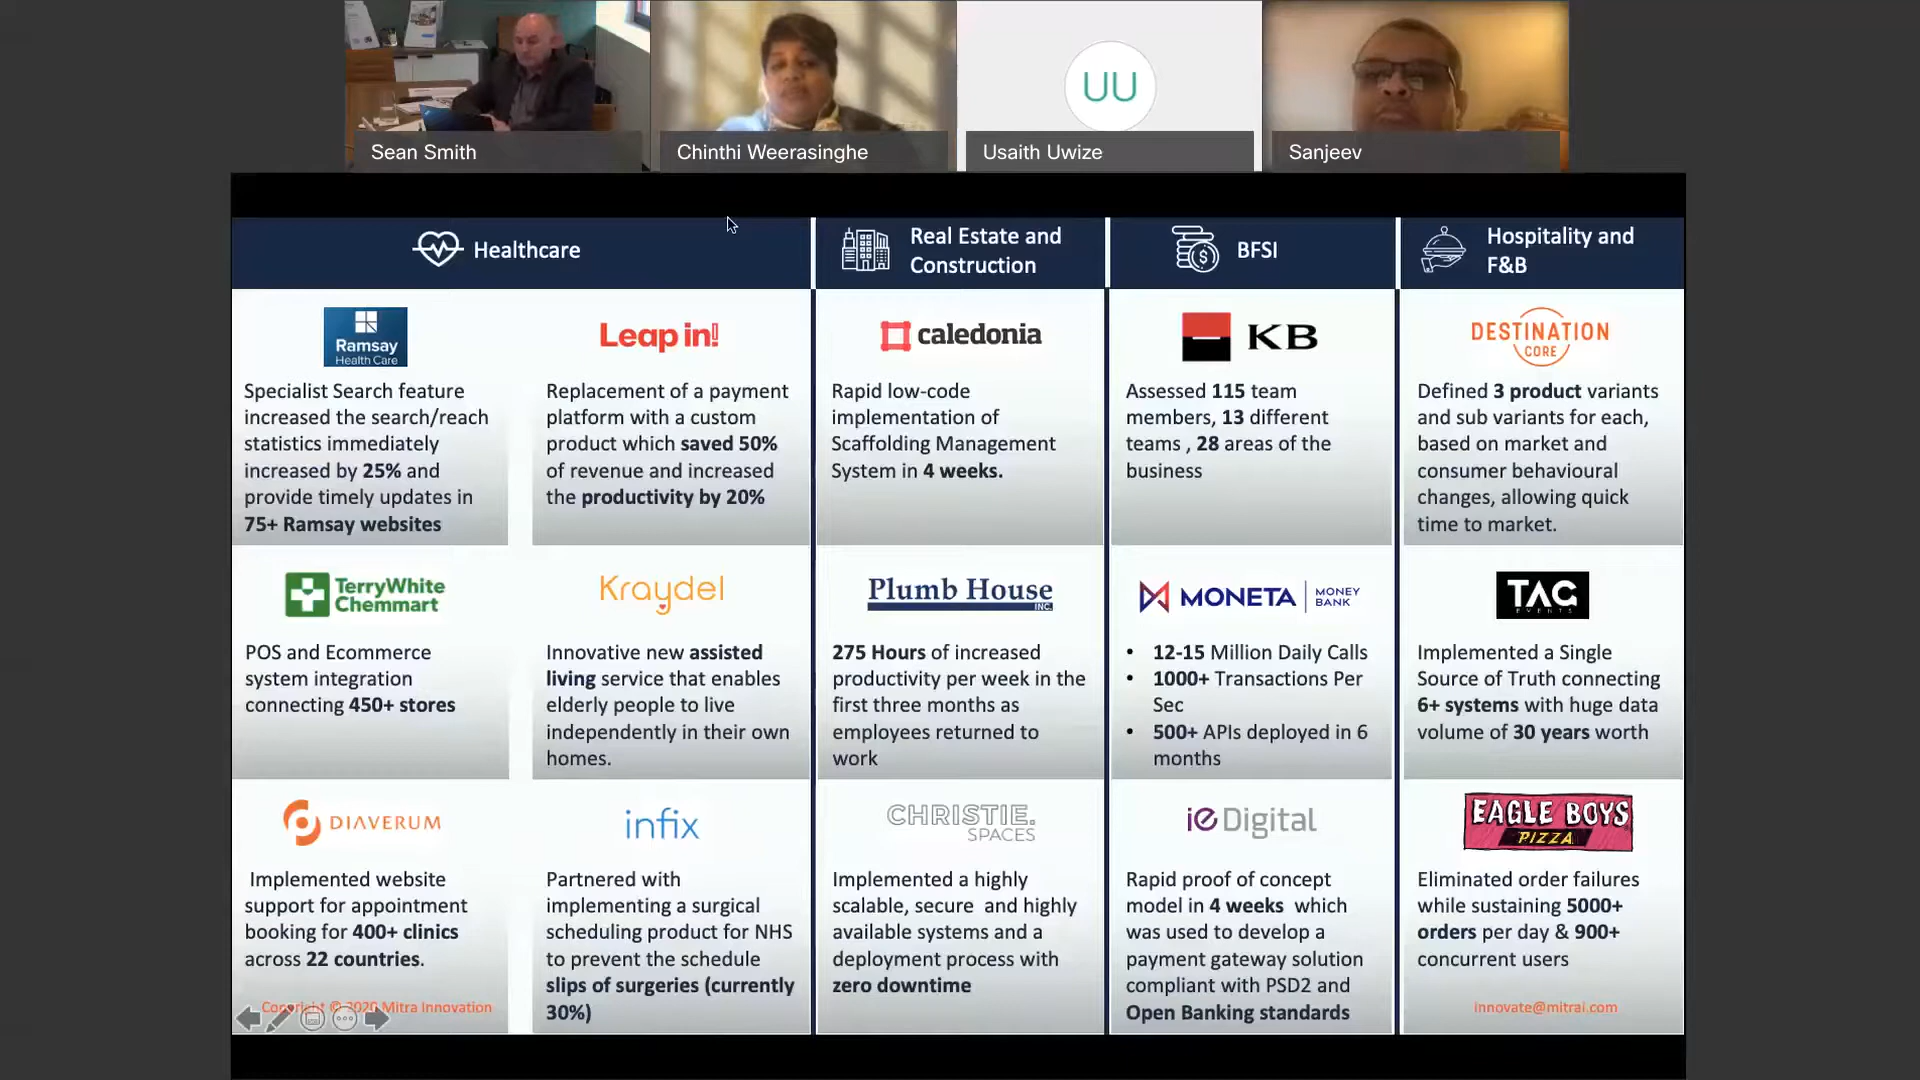 Sean Smith
Chinthi Weerasinghe
UU
Usaith Uwize
Sanjeev
Healthcare
Real Estate and
Construction
BFSI
Hospitality and
F&B
Ramsay
Health Care
Specialist Search feature
increased the search/reach
statistics immediately
increased by 25% and
provide timely updates in
75+ Ramsay websites
Leap in!
Replacement of a payment
platform with a custom
product which saved 50%
of revenue and increased
the productivity by 20%
caledonia
Rapid low-code
implementation of
Scaffolding Management
System in 4 weeks.
KB
Assessed 115 team
members, 13 different
teams , 28 areas of the
business
DESTINATION
CORE
Defined 3 product variants
and sub variants for each,
based on market and
consumer behavioural
changes, allowing quick
time to market.
TerryWhite
Chemmart
POS and Ecommerce
system integration
connecting 450+ stores
Kraydel
Innovative new assisted
living service that enables
elderly people to live
independently in their own
homes.
Plumb House
INC.
275 Hours of increased
productivity per week in the
first three months as
employees returned to
work
MONETA MONEY
BANK
• 12-15 Million Daily Calls
• 1000+ Transactions Per
Sec
• 500+ APIs deployed in 6
months
TAG
EVENTS
Implemented a Single
Source of Truth connecting
6+ systems with huge data
volume of 30 years worth
DIAVERUM
Implemented website
support for appointment
booking for 400+ clinics
across 22 countries.
infix
Partnered with
implementing a surgical
scheduling product for NHS
to prevent the schedule
slips of surgeries (currently
30%)
CHRISTIE.
SPACES
Implemented a highly
scalable, secure and highly
available systems and a
deployment process with
zero downtime
ie Digital
Rapid proof of concept
model in 4 weeks which
was used to develop a
payment gateway solution
compliant with PSD2 and
Open Banking standards
EAGLE BOYS
PIZZA
Eliminated order failures
while sustaining 5000+
orders per day & 900+
concurrent users
Copyright © 2020 Mitra Innovation
innovate@mitrai.com